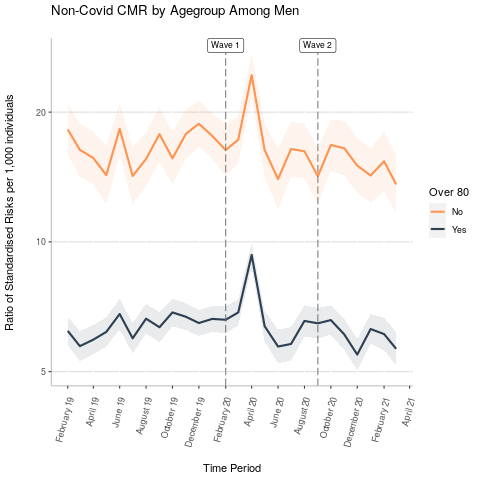 Non-Covid CMR by Agegroup Among Men
Ratio of Standardised Risks per 1,000 individuals
Wave 1
Wave 2
20
10
5
Over 80
No
Yes
February 19
April 19
June 19
August 19
October 19
December 19
February 20
April 20
June 20
August 20
October 20
December 20
February 21
April 21
Time Period